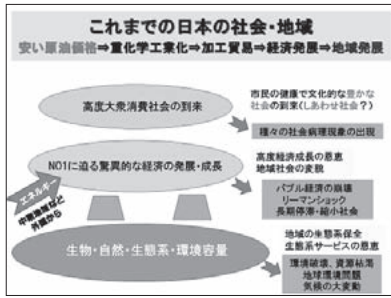 これまでの日本の社会・地域
安い原油価格⇒重化学工業化⇒加工貿易⇒経済発展⇒地域発展
高度大衆消費社会の到来
市民の健康で文化的な豊かな
社会の到来(しあわせ社会?)
種々の社会病理現象の出現
NO1に迫る驚異的な経済の発展・成長
高度経済成長の恩恵
地域社会の変貌
バブル経済の崩壊
リーマンショック
長期停滞・縮小社会
エネルギー
中東油田など
外国から
生物・自然・生態系・環境容量
地域の生態系保全
生態系サービスの恩恵
環境破壊、資源枯渇
地球環境問題
気候の大変動